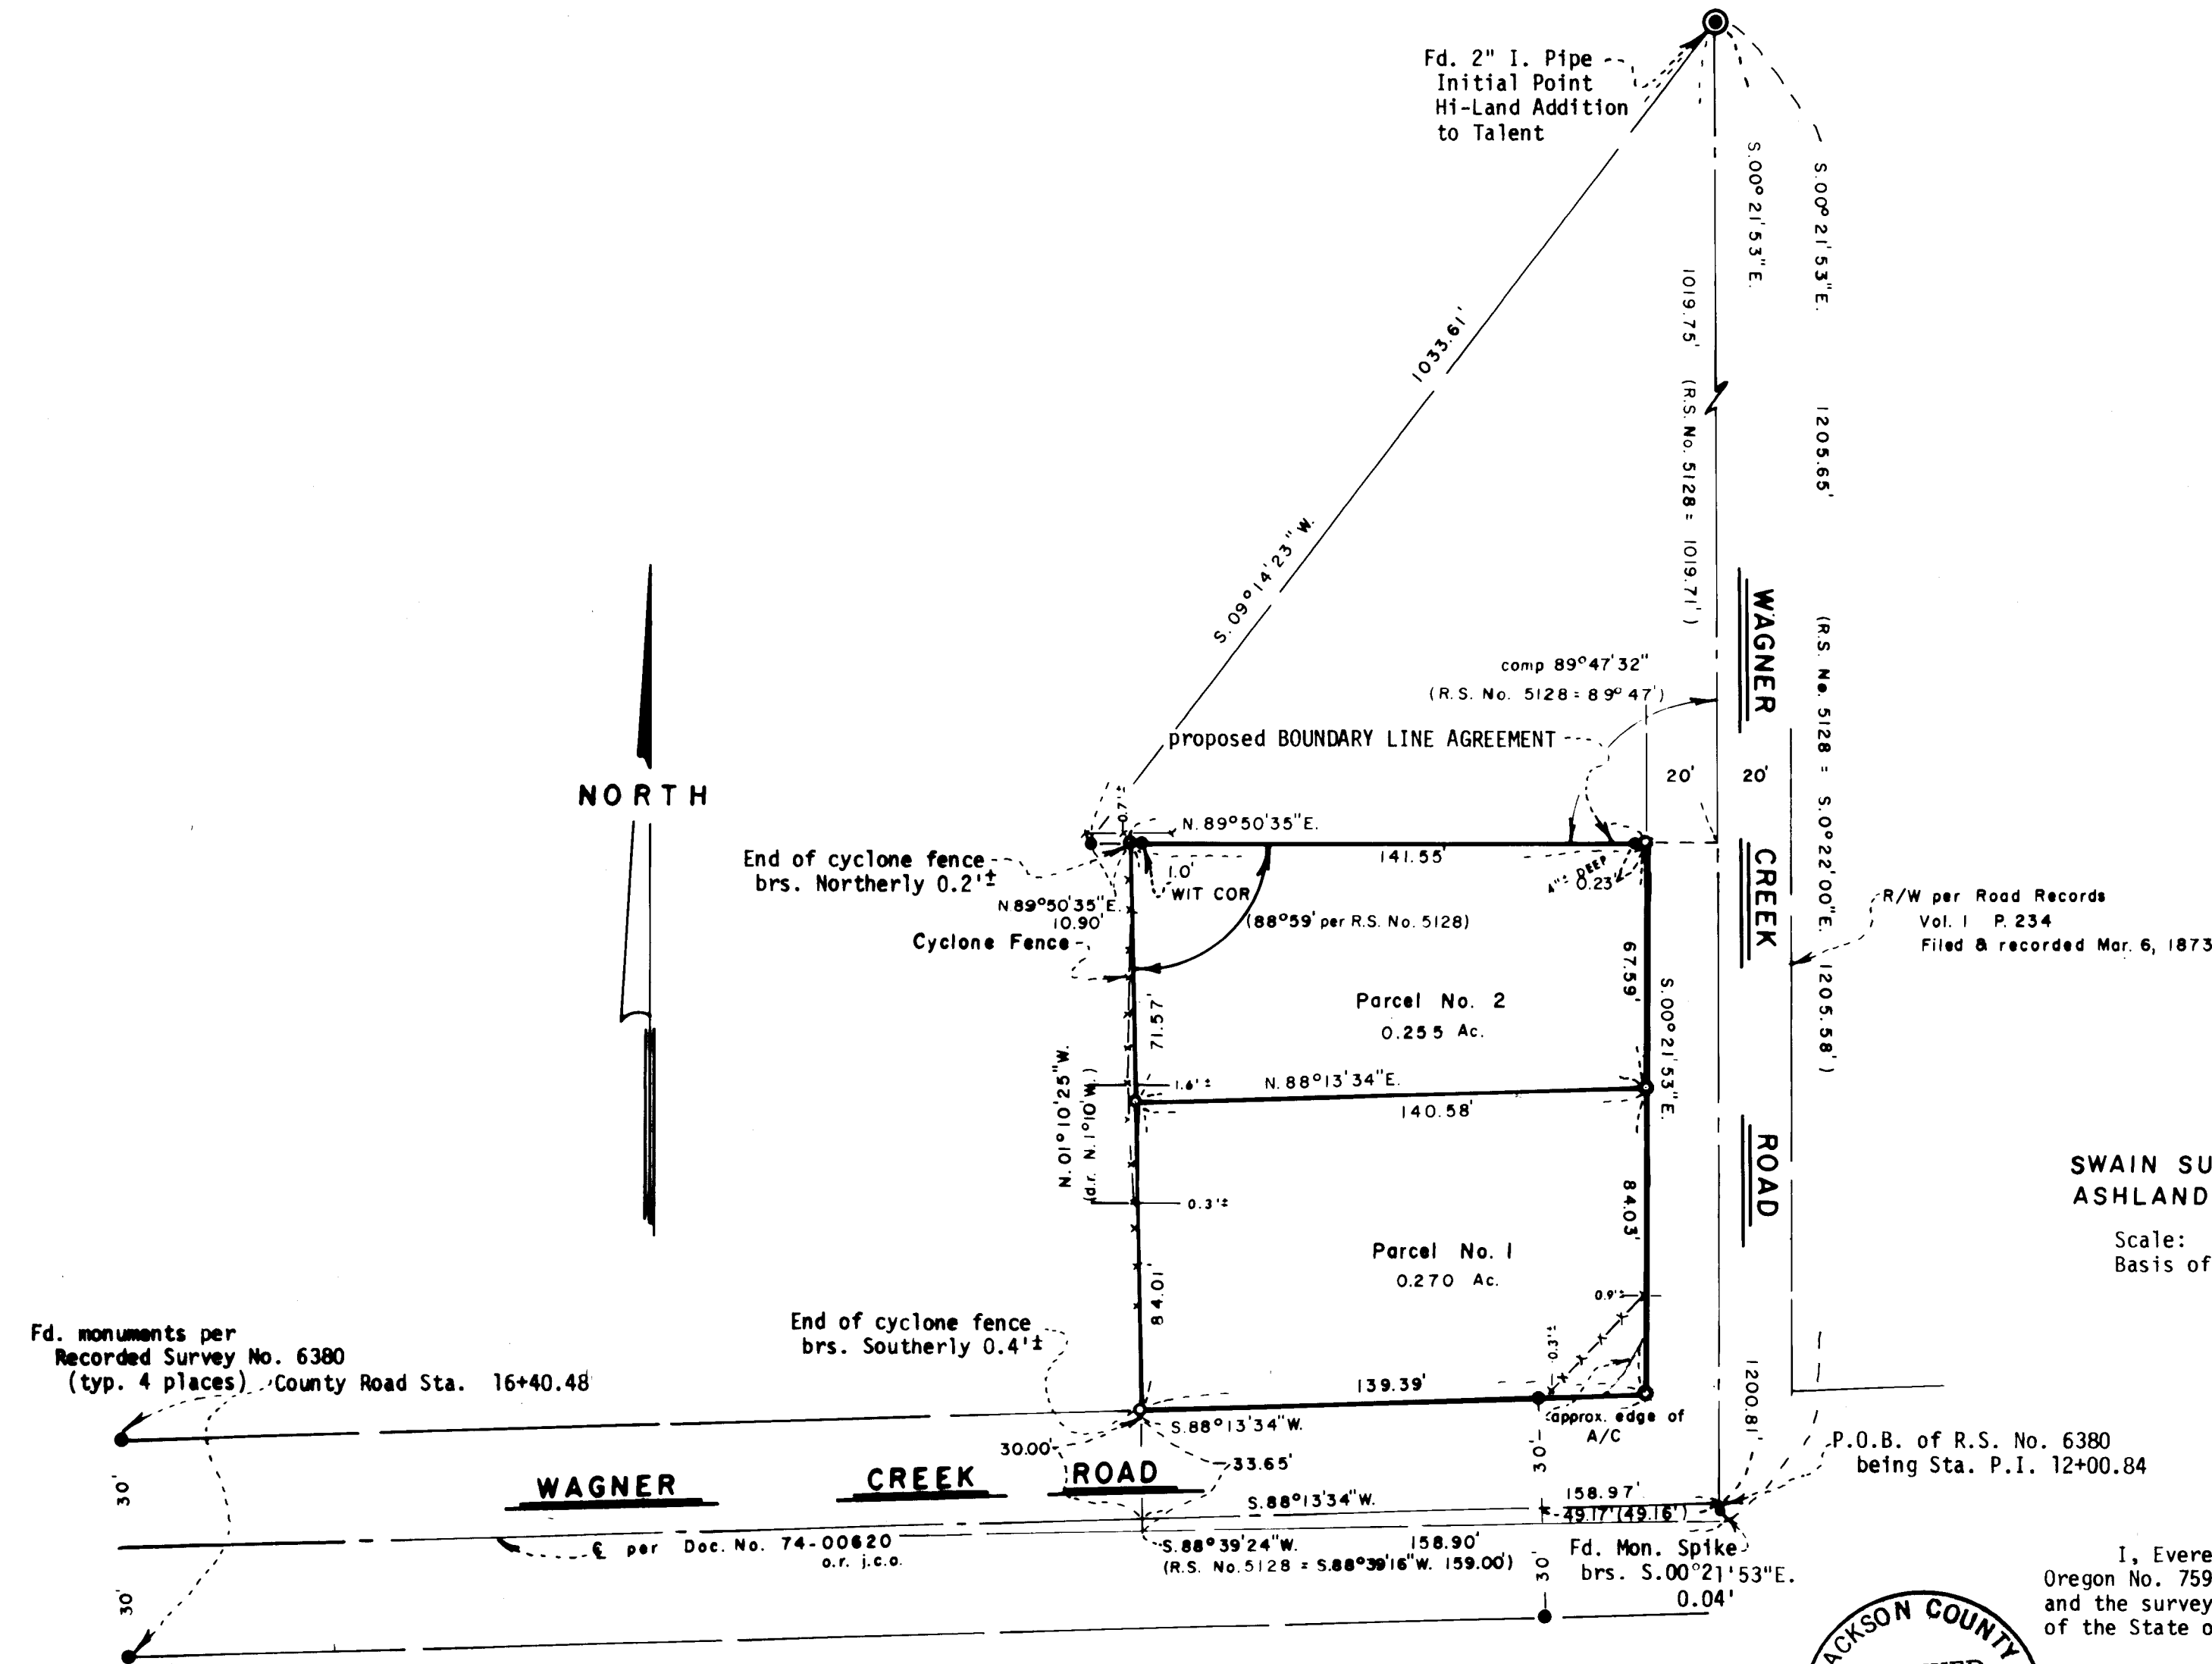 Fd. 2" I. Pipe
Initial Point
Hi-Land Addition
to Talent
S.00°21'53"E.
S.00°21'53"E.
1019.75' (R.S. No. 5128 = 1019.71')
1205.65'
(R.S. No. 5128 = S.0°22'00"E. 1205.58')
1033.61'
S.09°14'23"W.
WAGNER
CREEK
ROAD
comp 89°47'32"
(R.S. No. 5128 = 89°47')
proposed BOUNDARY LINE AGREEMENT
20'
20'
NORTH
0.7'±
N.89°50'35"E.
141.55'
End of cyclone fence
brs. Northerly 0.2'±
1.0'
WIT COR
4"± DEEP
0.23'
N89°50'35"E.
10.90'
(88°59' per R.S. No. 5128)
Cyclone Fence
R/W per Road Records
Vol. 1 P. 234
Filed & recorded Mar. 6, 1873
67.59'
S.00°21'53"E.
71.57'
Parcel No. 2
0.255 Ac.
1.6'±
N.88°13'34"E.
140.58'
N.01°10'25"W.
(d.r. N.1°10'W.)
0.3'±
84.03'
SWAIN SU
ASHLAND
Scale:
Basis of
Parcel No. 1
0.270 Ac.
84.01'
0.9'±
0.3'±
End of cyclone fence
brs. Southerly 0.4'±
Fd. monuments per
Recorded Survey No. 6380
(typ. 4 places)
County Road Sta. 16+40.48
139.39'
S.88°13'34"W.
approx. edge of
A/C
1200.81'
30.00'
33.65'
30'
P.O.B. of R.S. No. 6380
being Sta. P.I. 12+00.84
WAGNER CREEK ROAD
30'
S.88°13'34"W.
158.97'
49.17'(49.16')
℄ per Doc. No. 74-00620
o.r. j.c.o.
S.88°39'24"W. 158.90'
(R.S. No. 5128 = S.88°39'16"W. 159.00')
30'
30'
Fd. Mon. Spike
brs. S.00°21'53"E.
0.04'
I, Evere
Oregon No. 759
and the survey
of the State o
ACKSON COUNTY